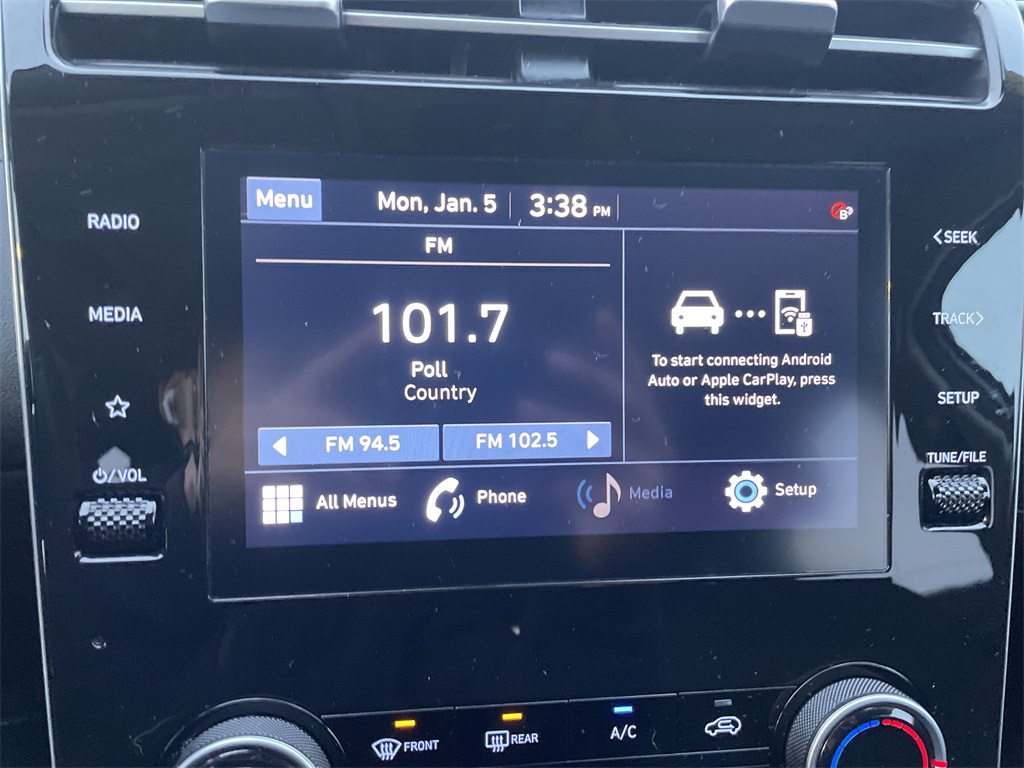 Menu
Mon, Jan. 5
3:38 PM
B
RADIO
MEDIA
/VOL
FM
101.7
Poll
Country
FM 94.5
FM 102.5
To start connecting Android
Auto or Apple CarPlay, press
this widget.
All Menus
Phone
Media
Setup
<SEEK
TRACK>
SETUP
TUNE/FILE
FRONT
REAR
A/C